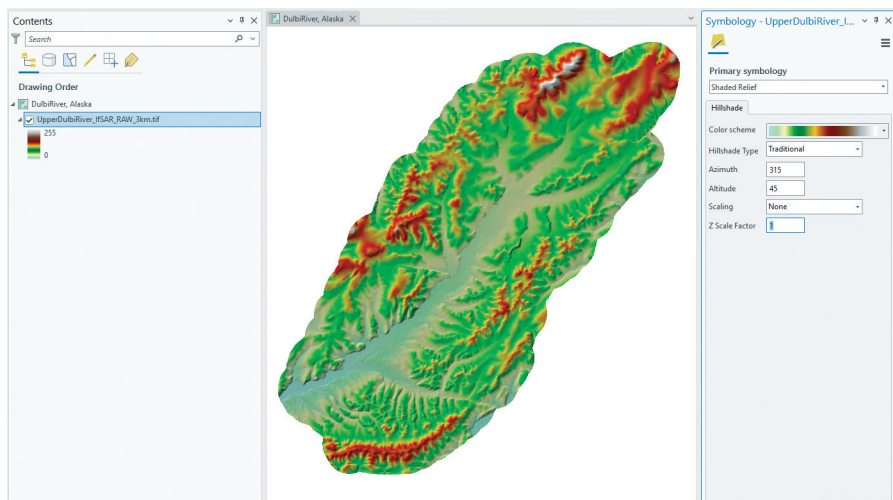 Contents
Search
Drawing Order
DulbiRiver, Alaska
UpperDulbiRiver_IfSAR_RAW_3km.tif
255
0
DulbiRiver, Alaska
Symbology - UpperDulbiRiver_I...
Primary symbology
Shaded Relief
Hillshade
Color scheme
Hillshade Type Traditional
Azimuth 315
Altitude 45
Scaling None
Z Scale Factor 1